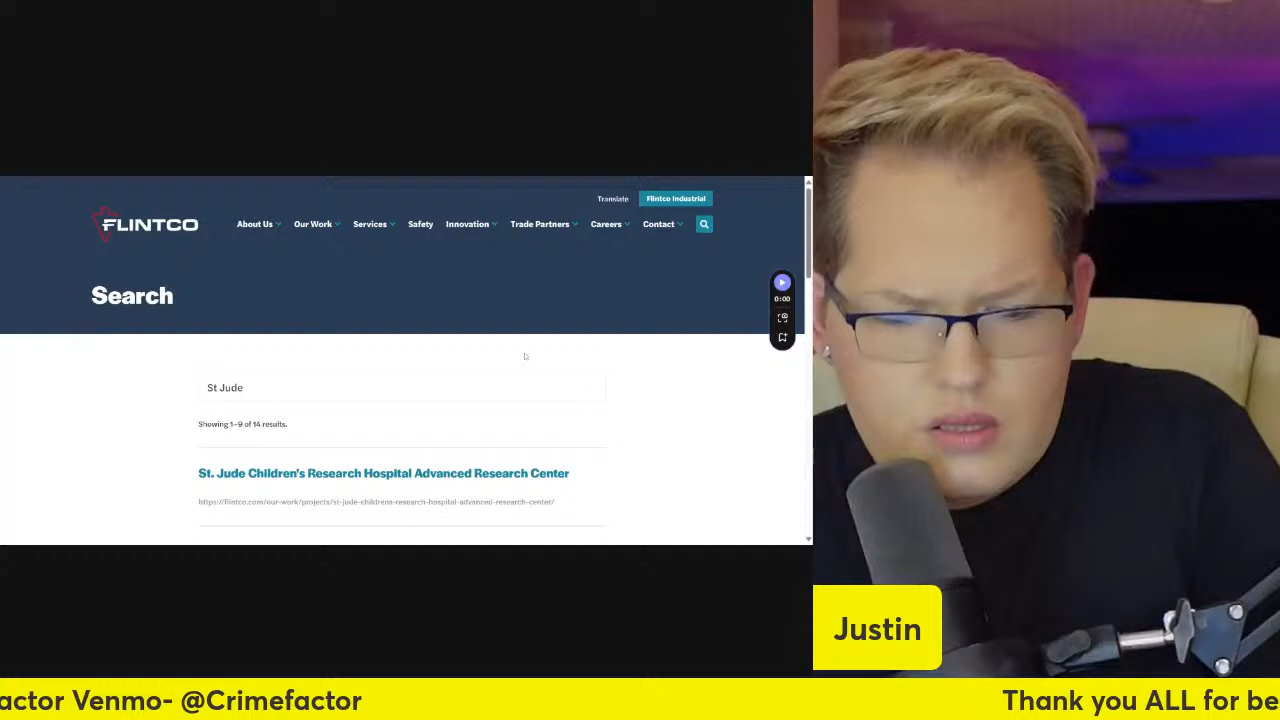 Translate
Flintco Industrial
FLINTCO
About Us
Our Work
Services
Safety
Innovation
Trade Partners
Careers
Contact
Search
0:00
St Jude
Showing 1–9 of 14 results.
St. Jude Children's Research Hospital Advanced Research Center
https://flintco.com/our-work/projects/st-jude-childrens-research-hospital-advanced-research-center/
Justin
actor Venmo- @Crimefactor
Thank you ALL for be